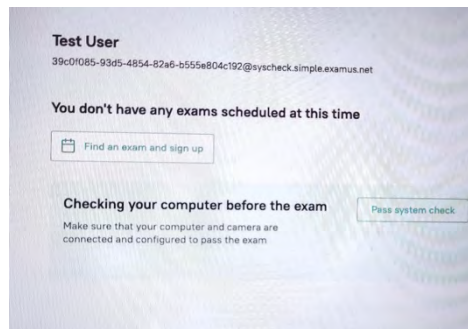 Test User
39c0f085-93d5-4854-82a6-b555e804c192@syscheck.simple.examus.net
You don't have any exams scheduled at this time
Find an exam and sign up
Checking your computer before the exam
Pass system check
Make sure that your computer and camera are
connected and configured to pass the exam